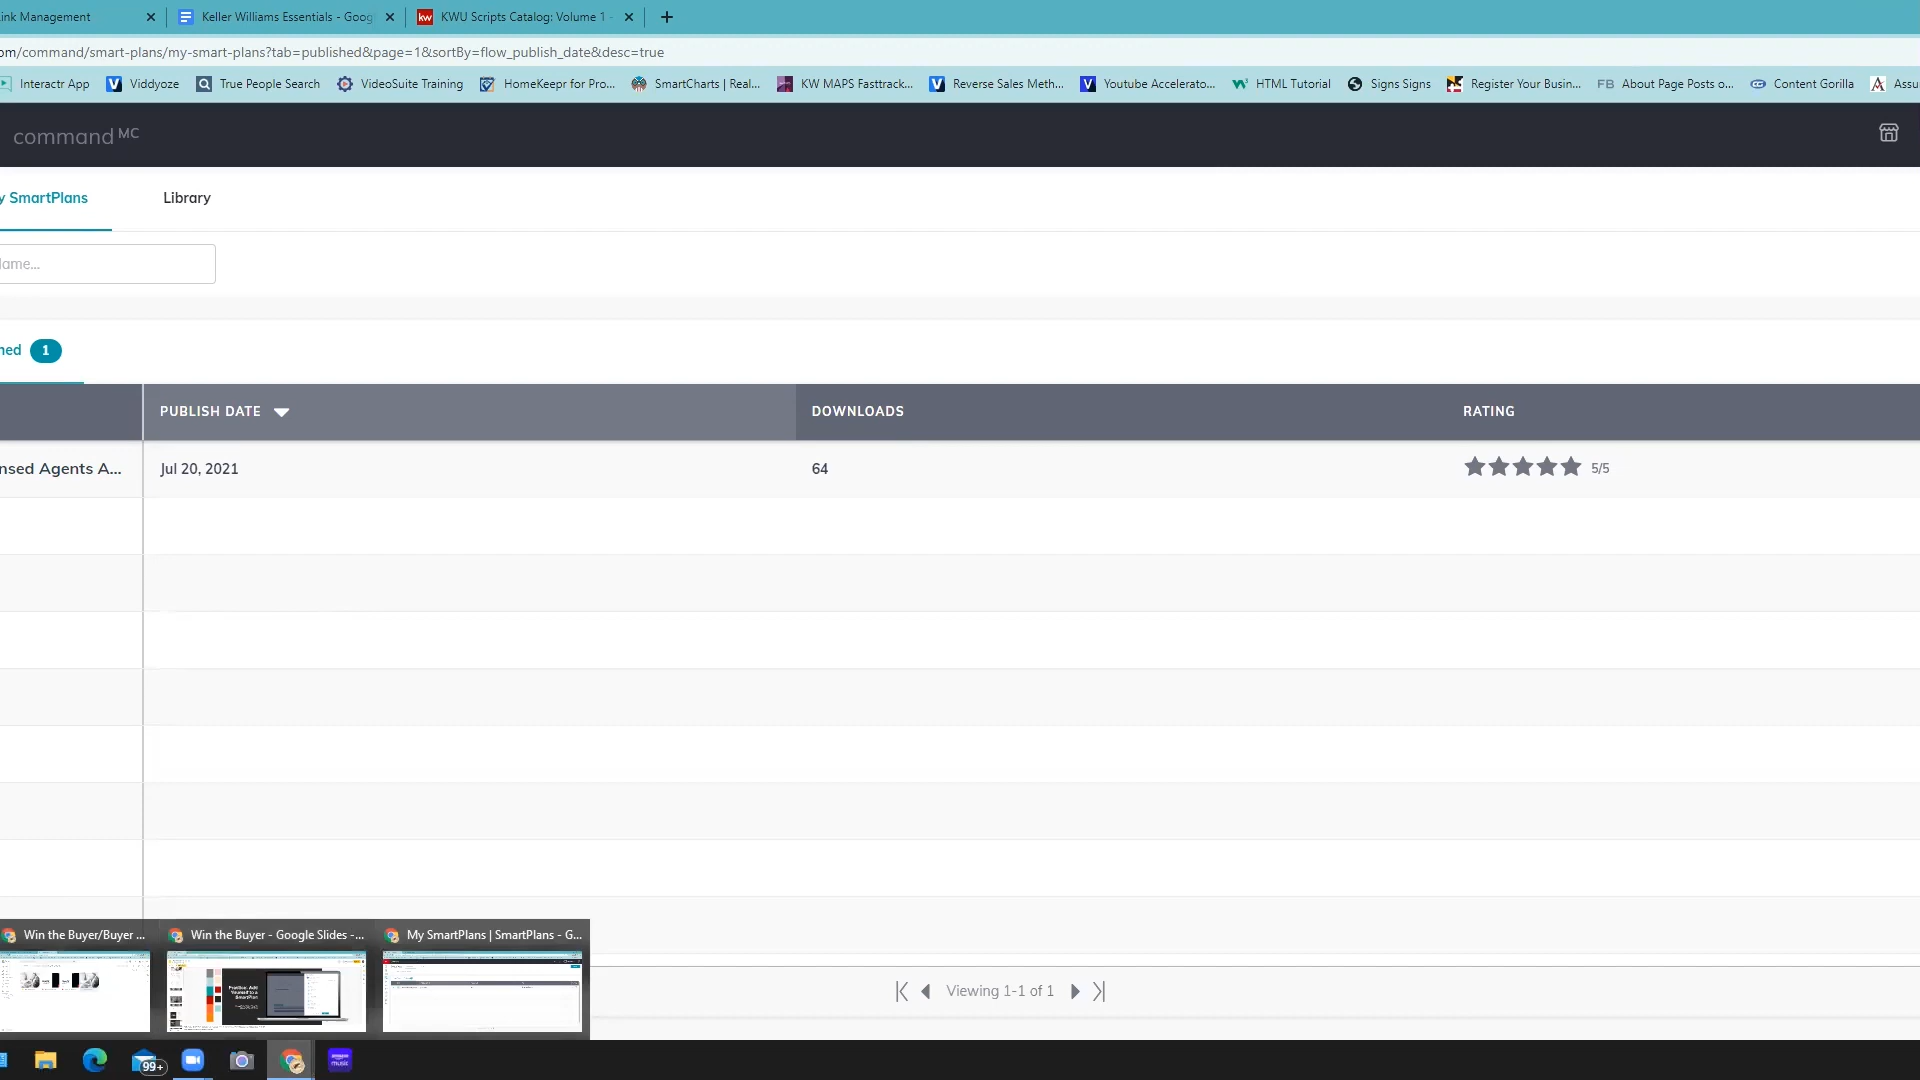 ink Management
Keller Williams Essentials - Goog
KWU Scripts Catalog: Volume 1 -
om/command/smart-plans/my-smart-plans?tab=published&page=1&sortBy=flow_publish_date&desc=true
Interactr App
Viddyoze
True People Search
VideoSuite Training
HomeKeepr for Pro...
SmartCharts | Real...
KW MAPS Fasttrack...
Reverse Sales Meth...
Youtube Accelerato...
HTML Tutorial
Signs Signs
Register Your Busin...
FB About Page Posts o...
Content Gorilla
Assu
command MC
y SmartPlans
Library
ame...
hed 1
PUBLISH DATE
DOWNLOADS
RATING
nsed Agents A...
Jul 20, 2021
64
5/5
Win the Buyer/Buyer ...
Win the Buyer - Google Slides -...
My SmartPlans | SmartPlans - G...
Viewing 1-1 of 1
99+